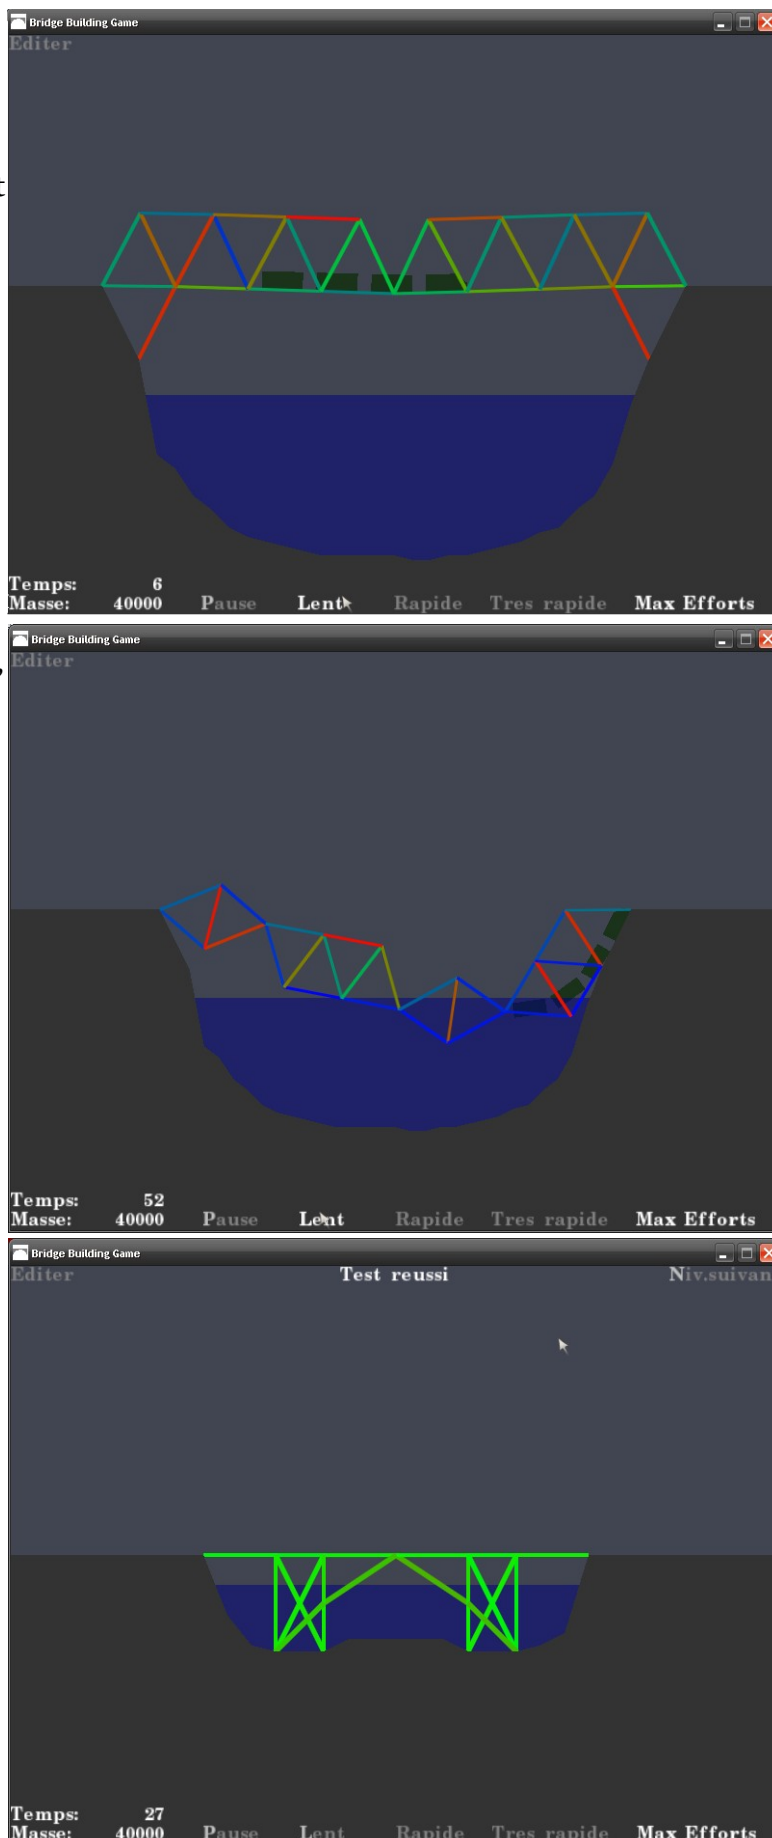 Bridge Building Game
Editer
t
Temps: 6
Masse: 40000 Pause Lent Rapide Tres rapide Max Efforts
Bridge Building Game
Editer
,
Temps: 52
Masse: 40000 Pause Lent Rapide Tres rapide Max Efforts
Bridge Building Game
Editer Test reussi Niv.suivan
Temps: 27
Masse: 40000 Pause Lent Rapide Tres rapide Max Efforts